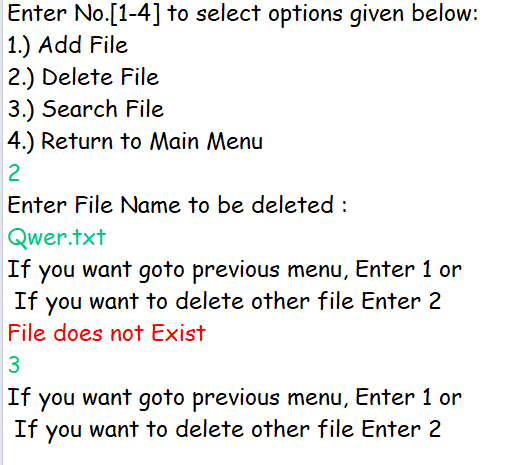 Enter No.[1-4] to select options given below:
1.) Add File
2.) Delete File
3.) Search File
4.) Return to Main Menu
2
Enter File Name to be deleted :
Qwer.txt
If you want goto previous menu, Enter 1 or
If you want to delete other file Enter 2
File does not Exist
3
If you want goto previous menu, Enter 1 or
If you want to delete other file Enter 2